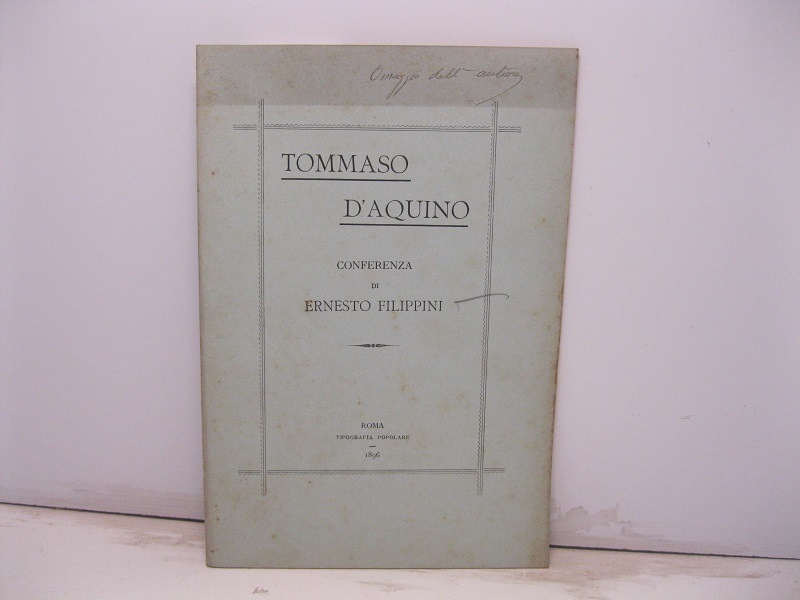 Omaggio dell' autore
TOMMASO
D'AQUINO
CONFERENZA
DI
ERNESTO FILIPPINI
ROMA
TIPOGRAFIA POPOLARE
1896